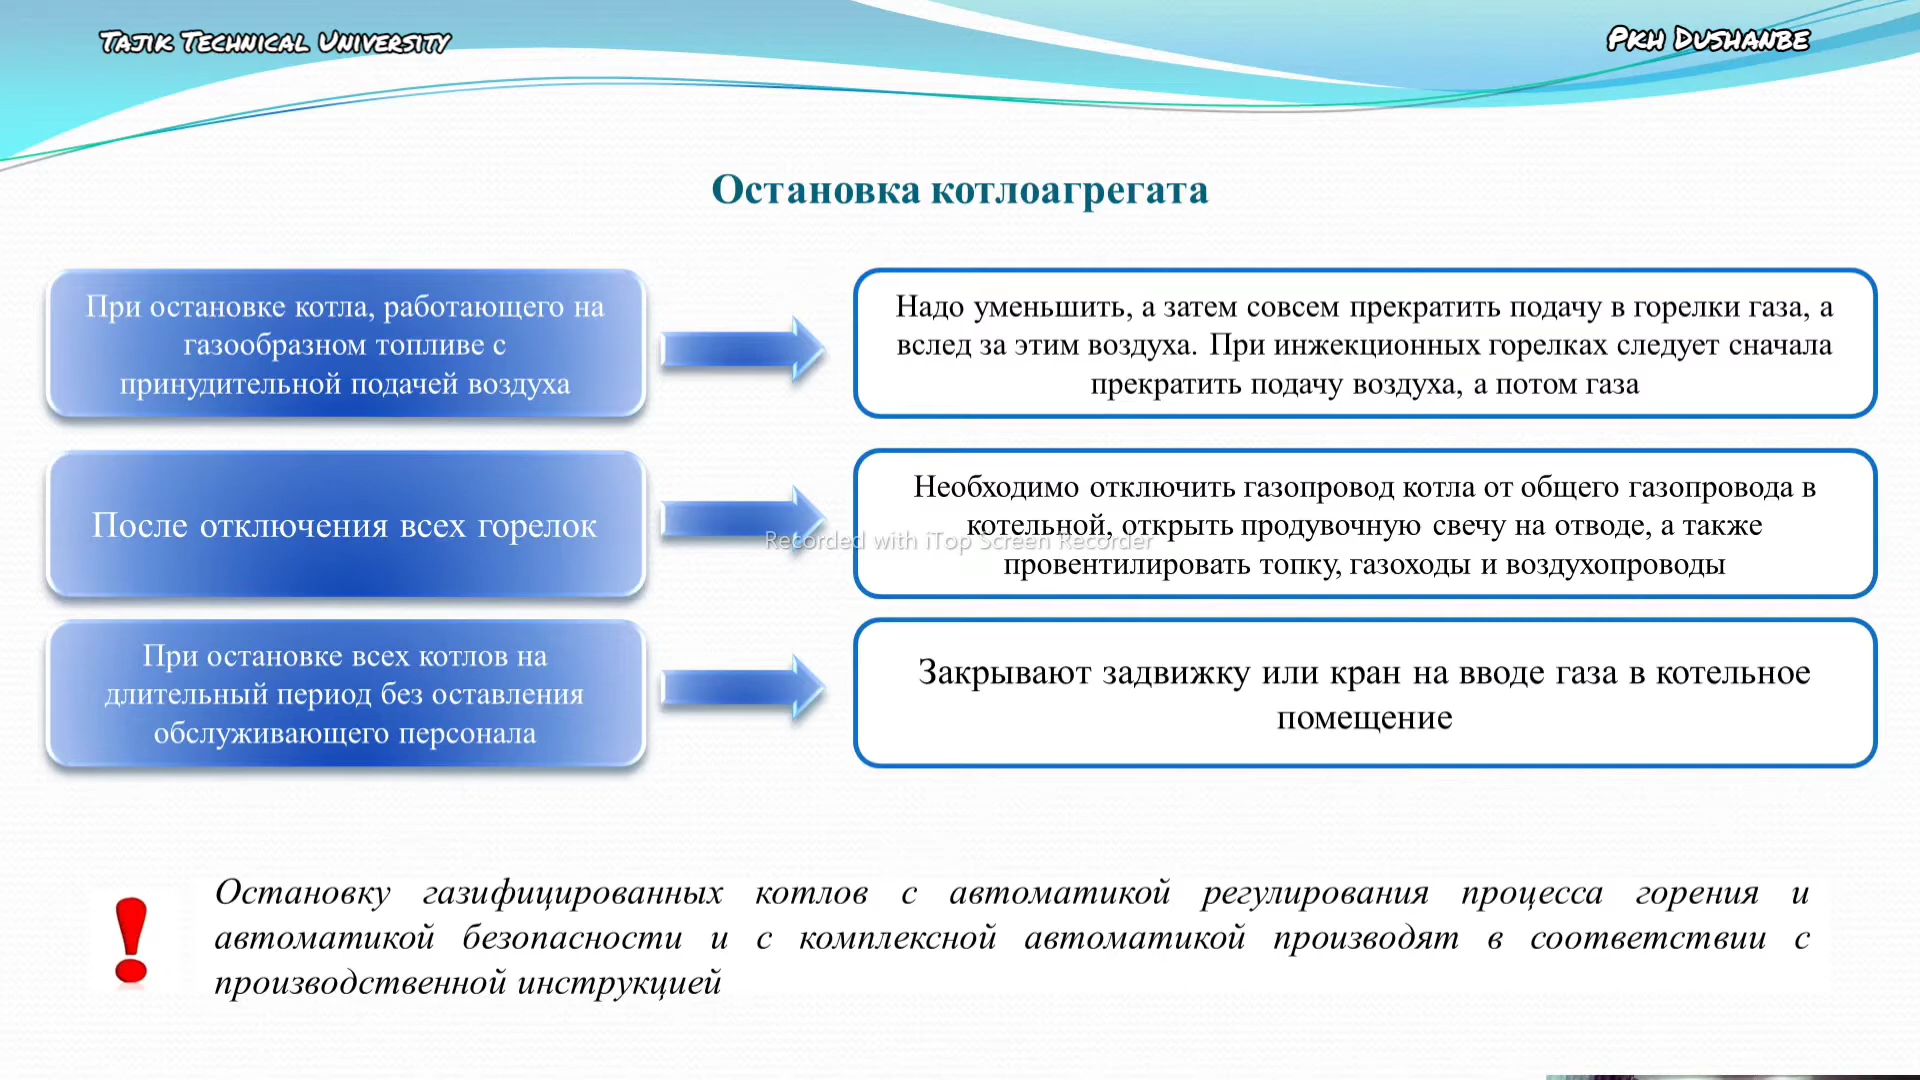 Tajik Technical University
Pkh Dushanbe
Остановка котлоагрегата
При остановке котла, работающего на
газообразном топливе с
принудительной подачей воздуха
Надо уменьшить, а затем совсем прекратить подачу в горелки газа, а
вслед за этим воздуха. При инжекционных горелках следует сначала
прекратить подачу воздуха, а потом газа
После отключения всех горелок
Необходимо отключить газопровод котла от общего газопровода в
котельной, открыть продувочную свечу на отводе, а также
провентилировать топку, газоходы и воздухопроводы
Recorded with iTop Screen Recorder
При остановке всех котлов на
длительный период без оставления
обслуживающего персонала
Закрывают задвижку или кран на вводе газа в котельное
помещение
Остановку газифицированных котлов с автоматикой регулирования процесса горения и
автоматикой безопасности и с комплексной автоматикой производят в соответствии с
производственной инструкцией